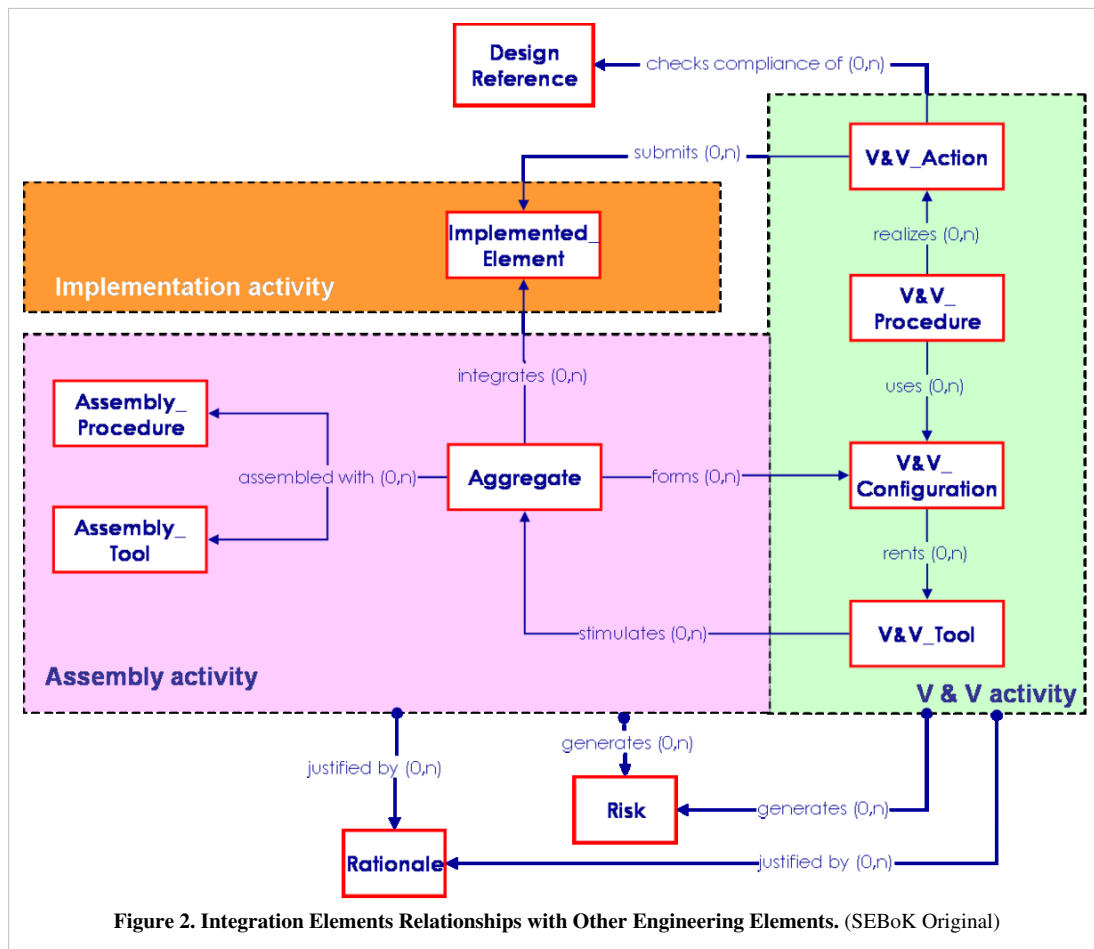 Design
Reference
checks compliance of (0,n)
V&V_Action
submits (0,n)
Implemented_
Element
realizes (0,n)
Implementation activity
V&V_
Procedure
integrates (0,n)
uses (0,n)
Assembly_
Procedure
assembled with (0,n)
Aggregate
forms (0,n)
V&V_
Configuration
Assembly_
Tool
rents (0,n)
stimulates (0,n)
V&V_Tool
Assembly activity
V & V activity
generates (0,n)
justified by (0,n)
Risk
generates (0,n)
Rationale
justified by (0,n)
Figure 2. Integration Elements Relationships with Other Engineering Elements. (SEBoK Original)